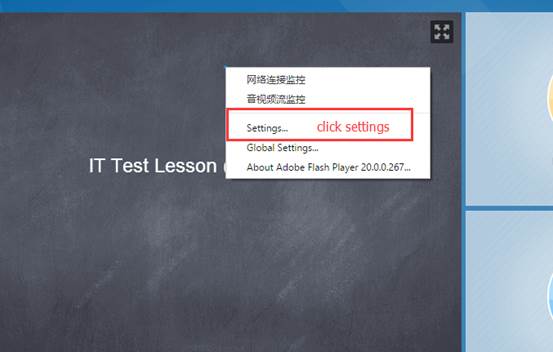 网络连接监控
音视频流监控
Settings... click settings
Global Settings...
IT Test Lesson
About Adobe Flash Player 20.0.0.267...